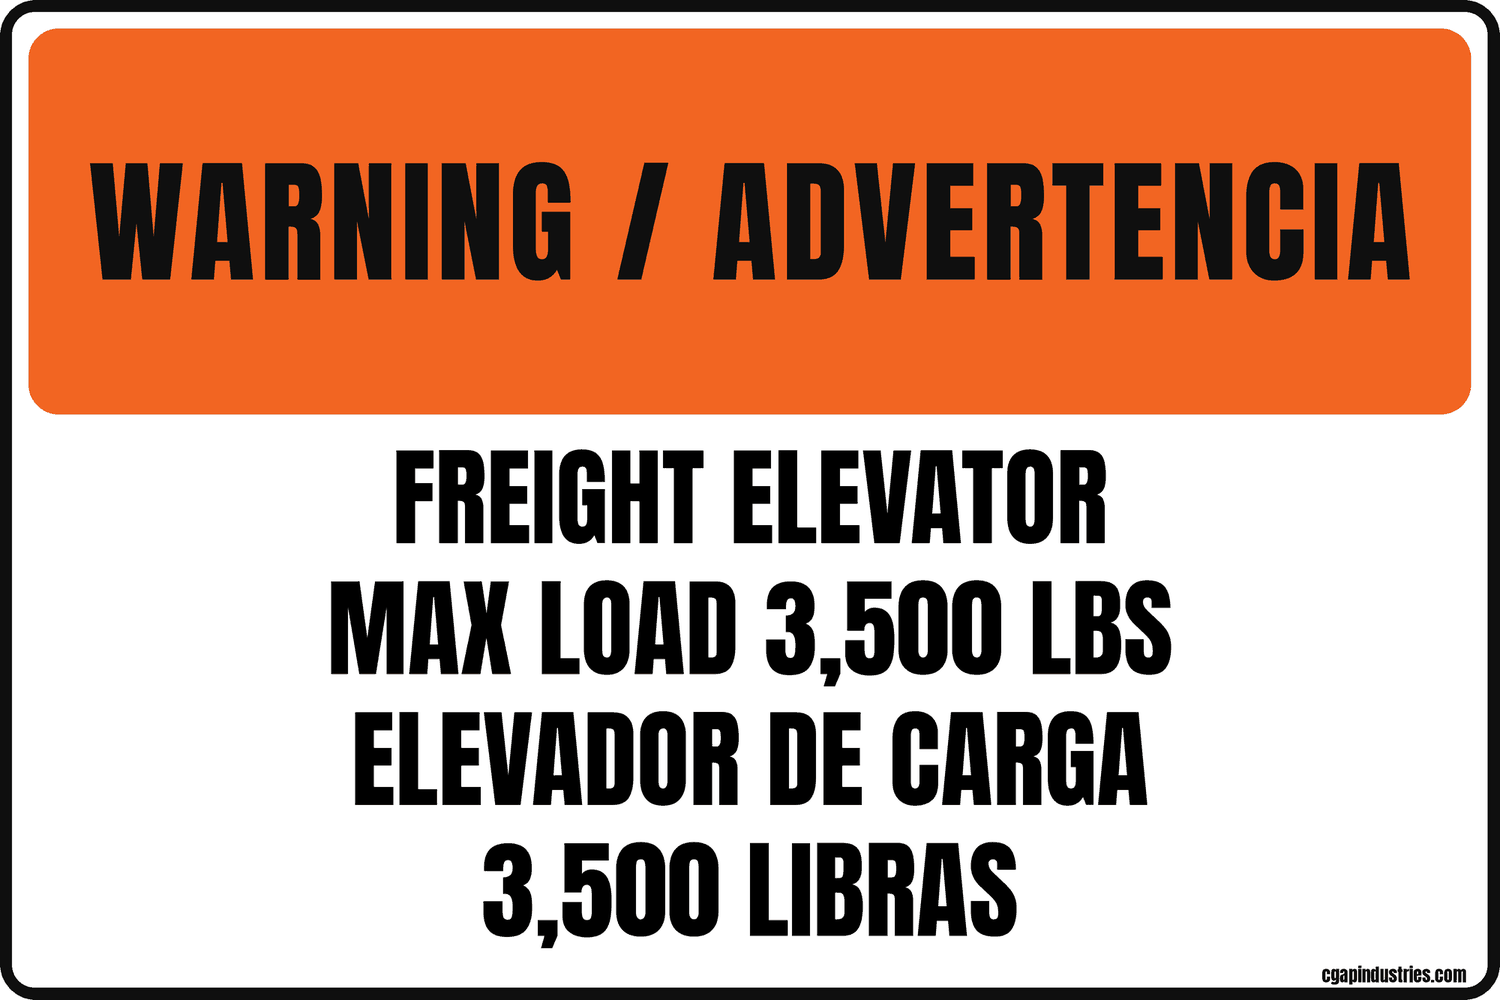 WARNING / ADVERTENCIA
FREIGHT ELEVATOR
MAX LOAD 3,500 LBS
ELEVADOR DE CARGA
3,500 LIBRAS
cgapindustries.com